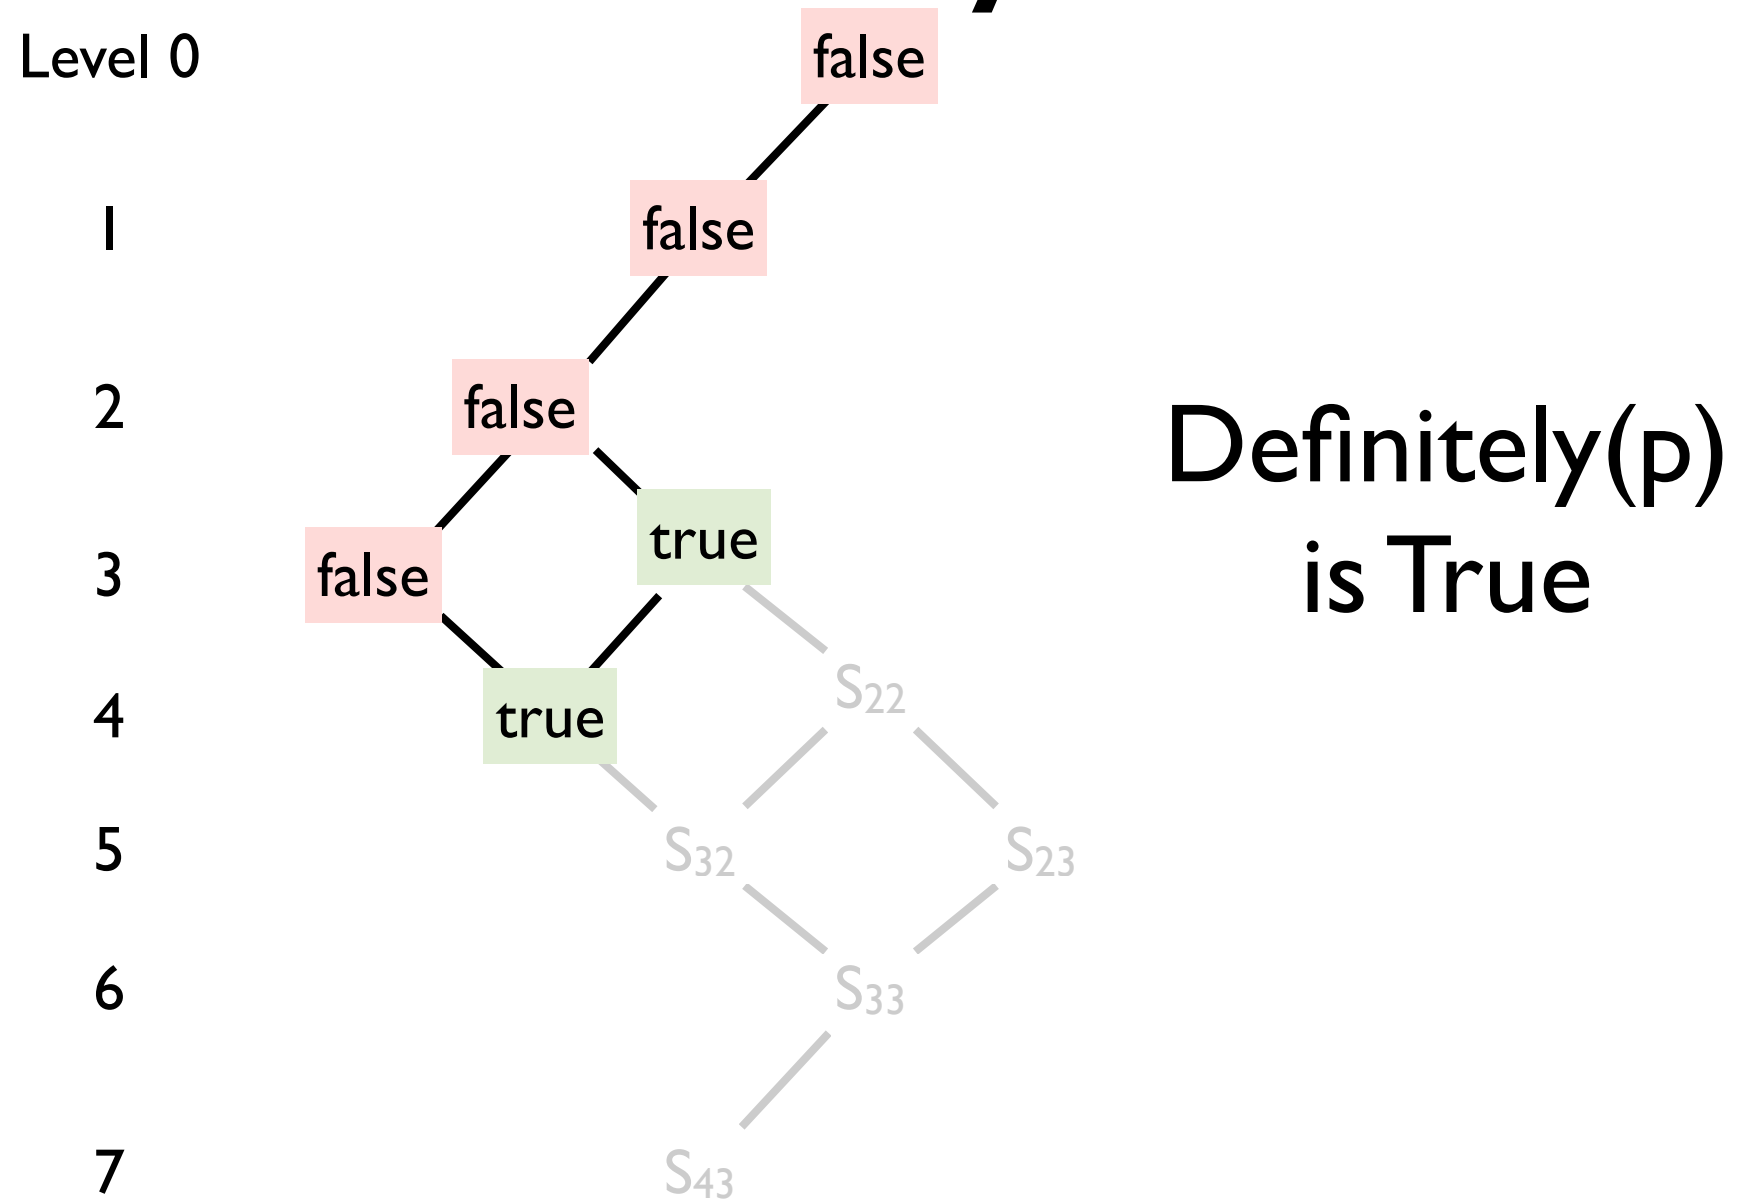 Level 0 false
1 false
2 false
Definitely(p)
is True
true
3 false
S₂₂
4 true
5 S₃₂ S₂₃
6 S₃₃
7 S₄₃